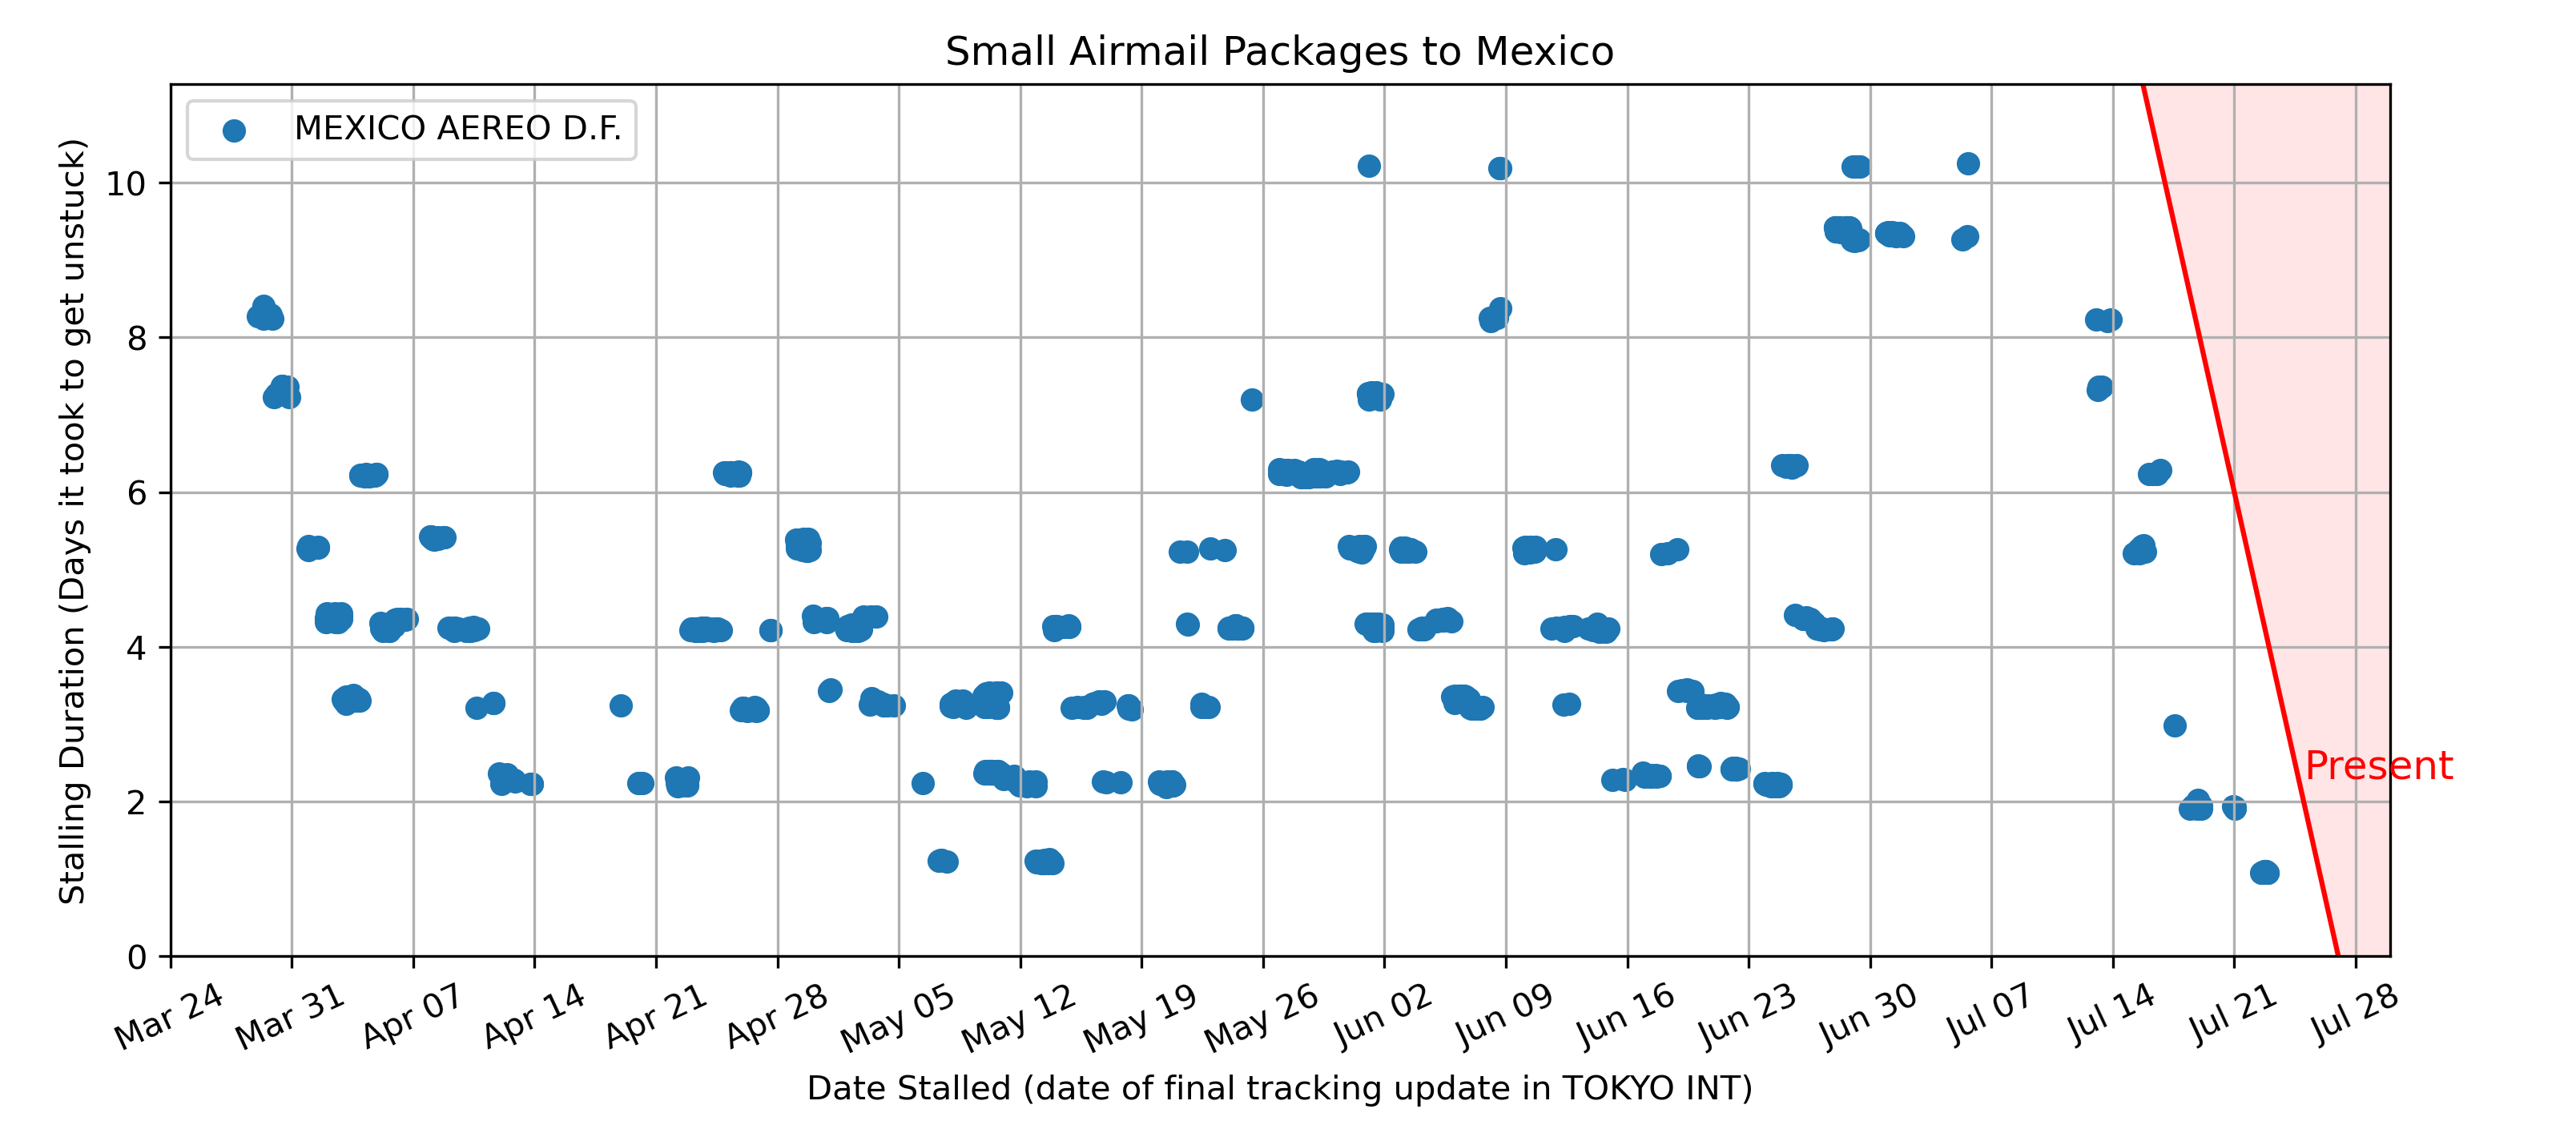 Small Airmail Packages to Mexico
MEXICO AEREO D.F.
Stalling Duration (Days it took to get unstuck)
10
8
6
4
2
0
Present
Mar 24
Mar 31
Apr 07
Apr 14
Apr 21
Apr 28
May 05
May 12
May 19
May 26
Jun 02
Jun 09
Jun 16
Jun 23
Jun 30
Jul 07
Jul 14
Jul 21
Jul 28
Date Stalled (date of final tracking update in TOKYO INT)